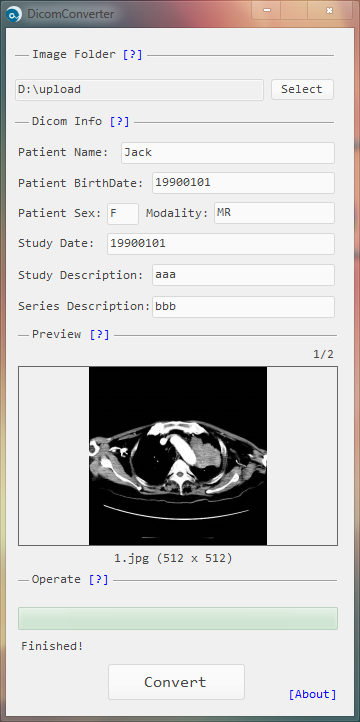 DicomConverter
Image Folder [?]
D:\upload Select
Dicom Info [?]
Patient Name: Jack
Patient BirthDate: 19900101
Patient Sex: F Modality: MR
Study Date: 19900101
Study Description: aaa
Series Description: bbb
Preview [?]
1/2
1.jpg (512 x 512)
Operate [?]
Finished!
Convert
[About]